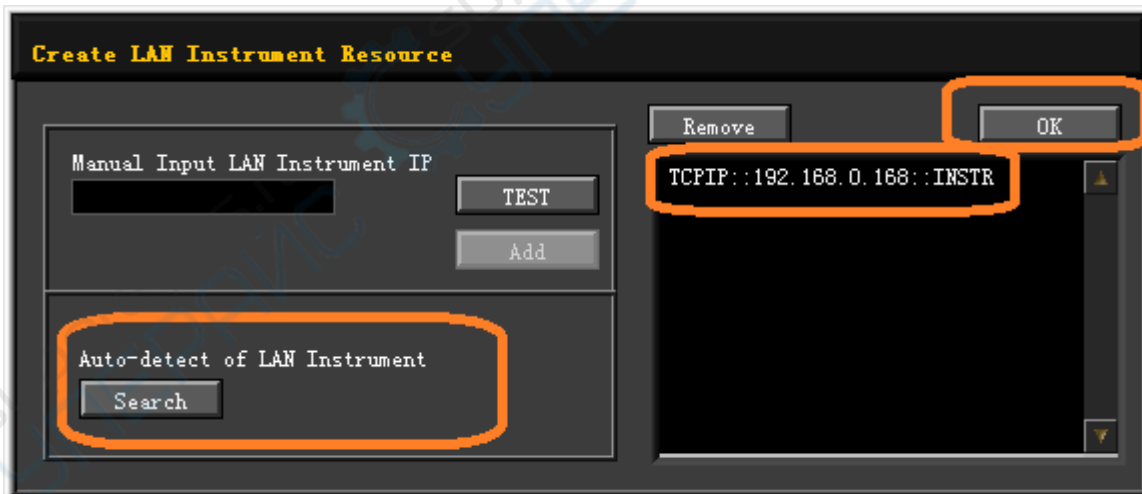 Create LAN Instrument Resource
Manual Input LAN Instrument IP
TEST
Add
Auto-detect of LAN Instrument
Search
Remove
OK
TCPIP::192.168.0.168::INSTR